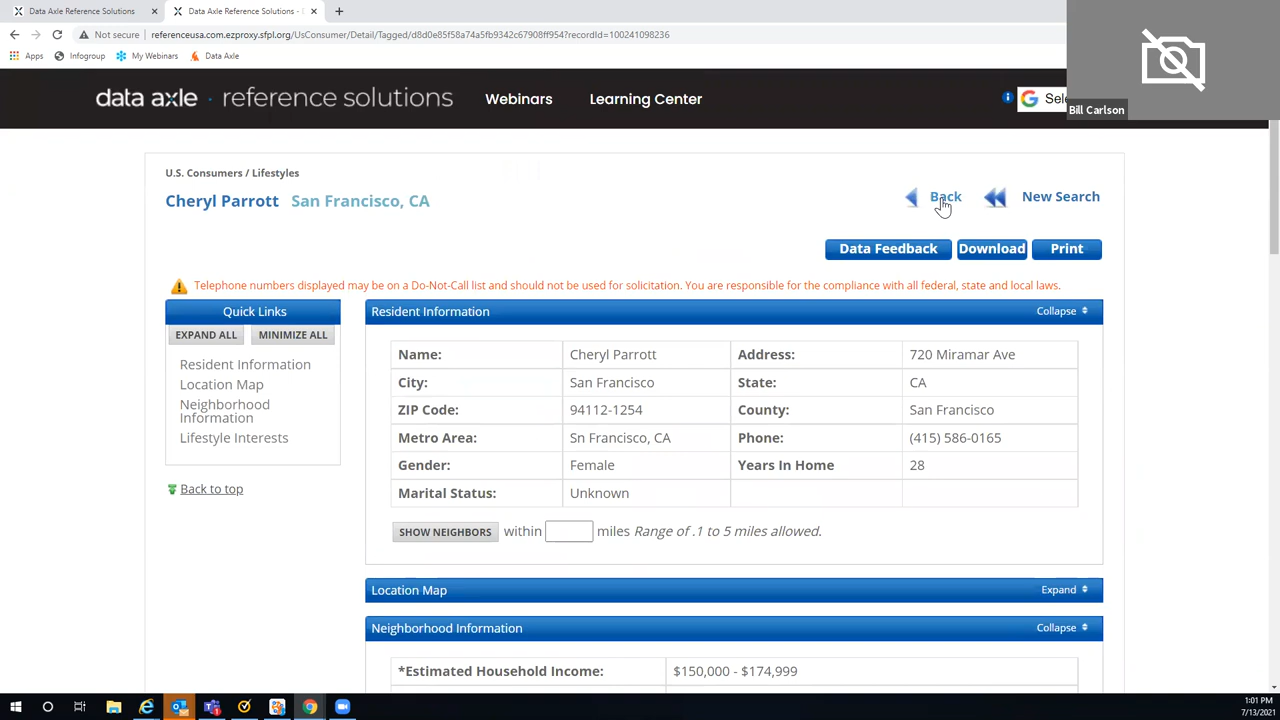 Data Axle Reference Solutions
Data Axle Reference Solutions -
Not secure
referenceusa.com.ezproxy.sfpl.org/UsConsumer/Detail/Tagged/d8d0e85f58a74a5fb9342c67908ff954?recordId=100241098236
Apps
Infogroup
My Webinars
Data Axle
Bill Carlson
data axle · reference solutions
Webinars
Learning Center
Sel
U.S. Consumers / Lifestyles
Cheryl Parrott San Francisco, CA
Back
New Search
Data Feedback
Download
Print
Telephone numbers displayed may be on a Do-Not-Call list and should not be used for solicitation. You are responsible for the compliance with all federal, state and local laws.
Quick Links
EXPAND ALL
MINIMIZE ALL
Resident Information
Location Map
Neighborhood
Information
Lifestyle Interests
Back to top
Resident Information
Collapse
Name: Cheryl Parrott Address: 720 Miramar Ave
City: San Francisco State: CA
ZIP Code: 94112-1254 County: San Francisco
Metro Area: Sn Francisco, CA Phone: (415) 586-0165
Gender: Female Years In Home 28
Marital Status: Unknown
SHOW NEIGHBORS within miles Range of .1 to 5 miles allowed.
Location Map
Expand
Neighborhood Information
Collapse
*Estimated Household Income: $150,000 - $174,999
1:01 PM
7/13/2021